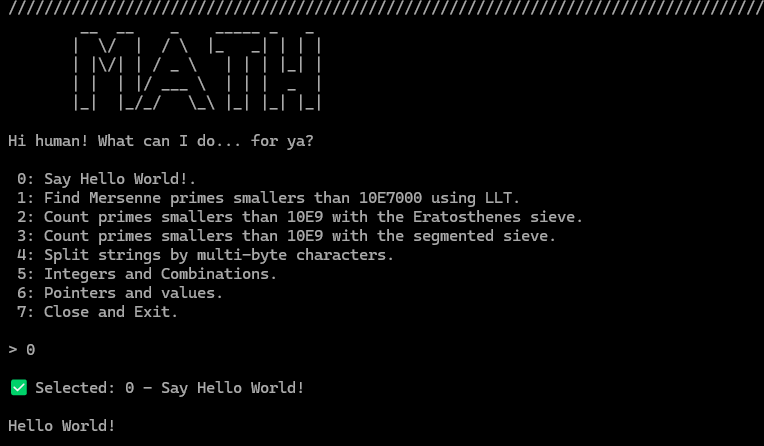 ////////////////////////////////////////////////////////////////////////////////////
MATH
Hi human! What can I do... for ya?
0: Say Hello World!.
1: Find Mersenne primes smallers than 10E7000 using LLT.
2: Count primes smallers than 10E9 with the Eratosthenes sieve.
3: Count primes smallers than 10E9 with the segmented sieve.
4: Split strings by multi-byte characters.
5: Integers and Combinations.
6: Pointers and values.
7: Close and Exit.
> 0
✅ Selected: 0 - Say Hello World!
Hello World!